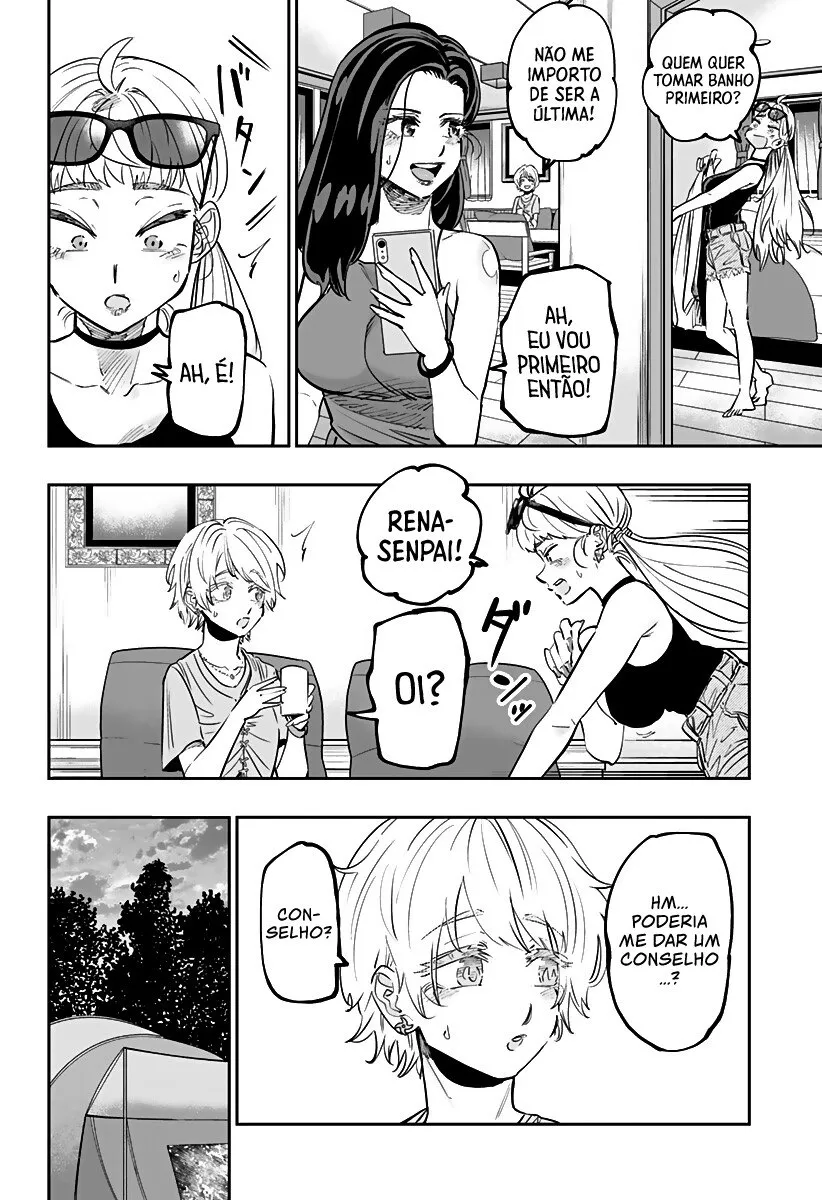 QUEM QUER
TOMAR BANHO
PRIMEIRO?
NÃO ME
IMPORTO
DE SER A
ÚLTIMA!
AH,
EU VOU
PRIMEIRO
ENTÃO!
バタン
AH, É!
RENA-
SENPAI!
OI?
ダンッ
HM...
PODERIA
ME DAR UM
CONSELHO
...?
CON-
SELHO?